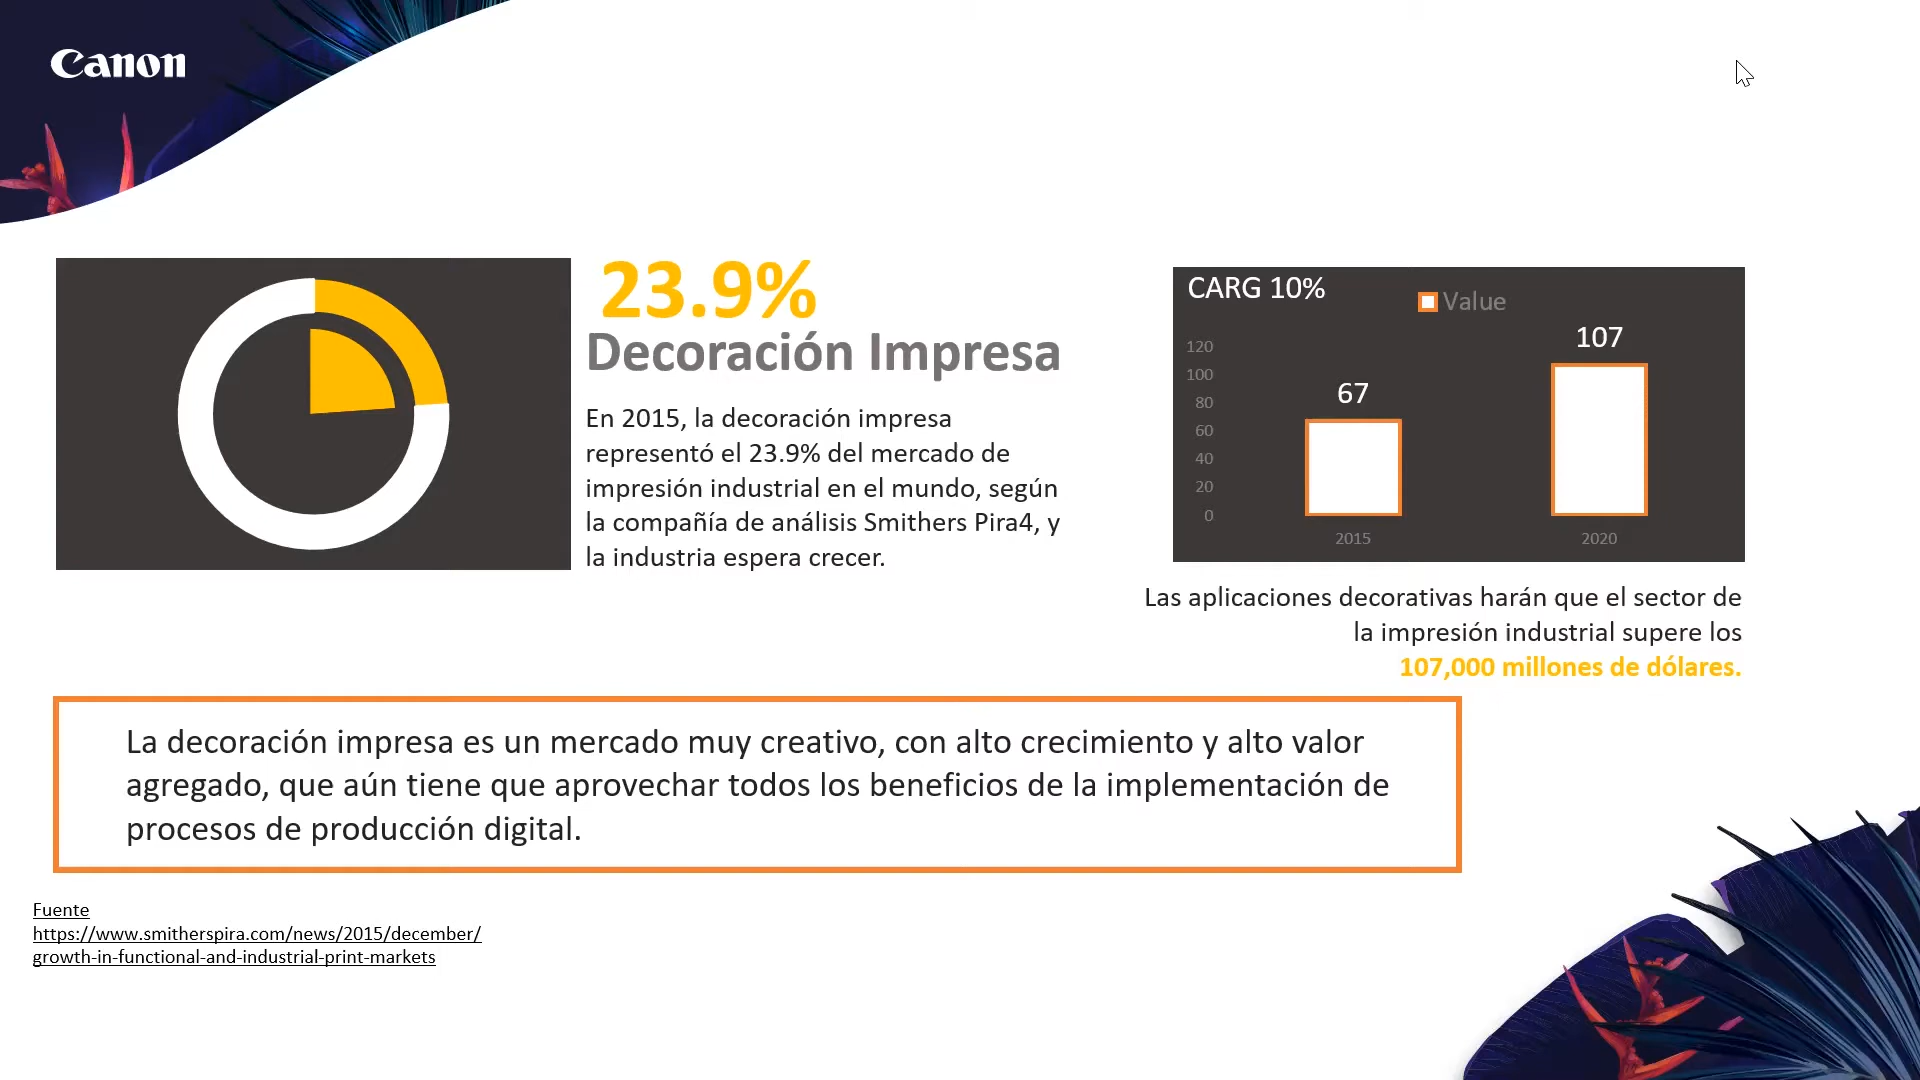 Canon
23.9%
Decoración Impresa
En 2015, la decoración impresa
representó el 23.9% del mercado de
impresión industrial en el mundo, según
la compañía de análisis Smithers Pira4, y
la industria espera crecer.
CARG 10%
Value
120
100
80
60
40
20
0
67
107
2015
2020
Las aplicaciones decorativas harán que el sector de
la impresión industrial supere los
107,000 millones de dólares.
La decoración impresa es un mercado muy creativo, con alto crecimiento y alto valor
agregado, que aún tiene que aprovechar todos los beneficios de la implementación de
procesos de producción digital.
Fuente
https://www.smitherspira.com/news/2015/december/
growth-in-functional-and-industrial-print-markets